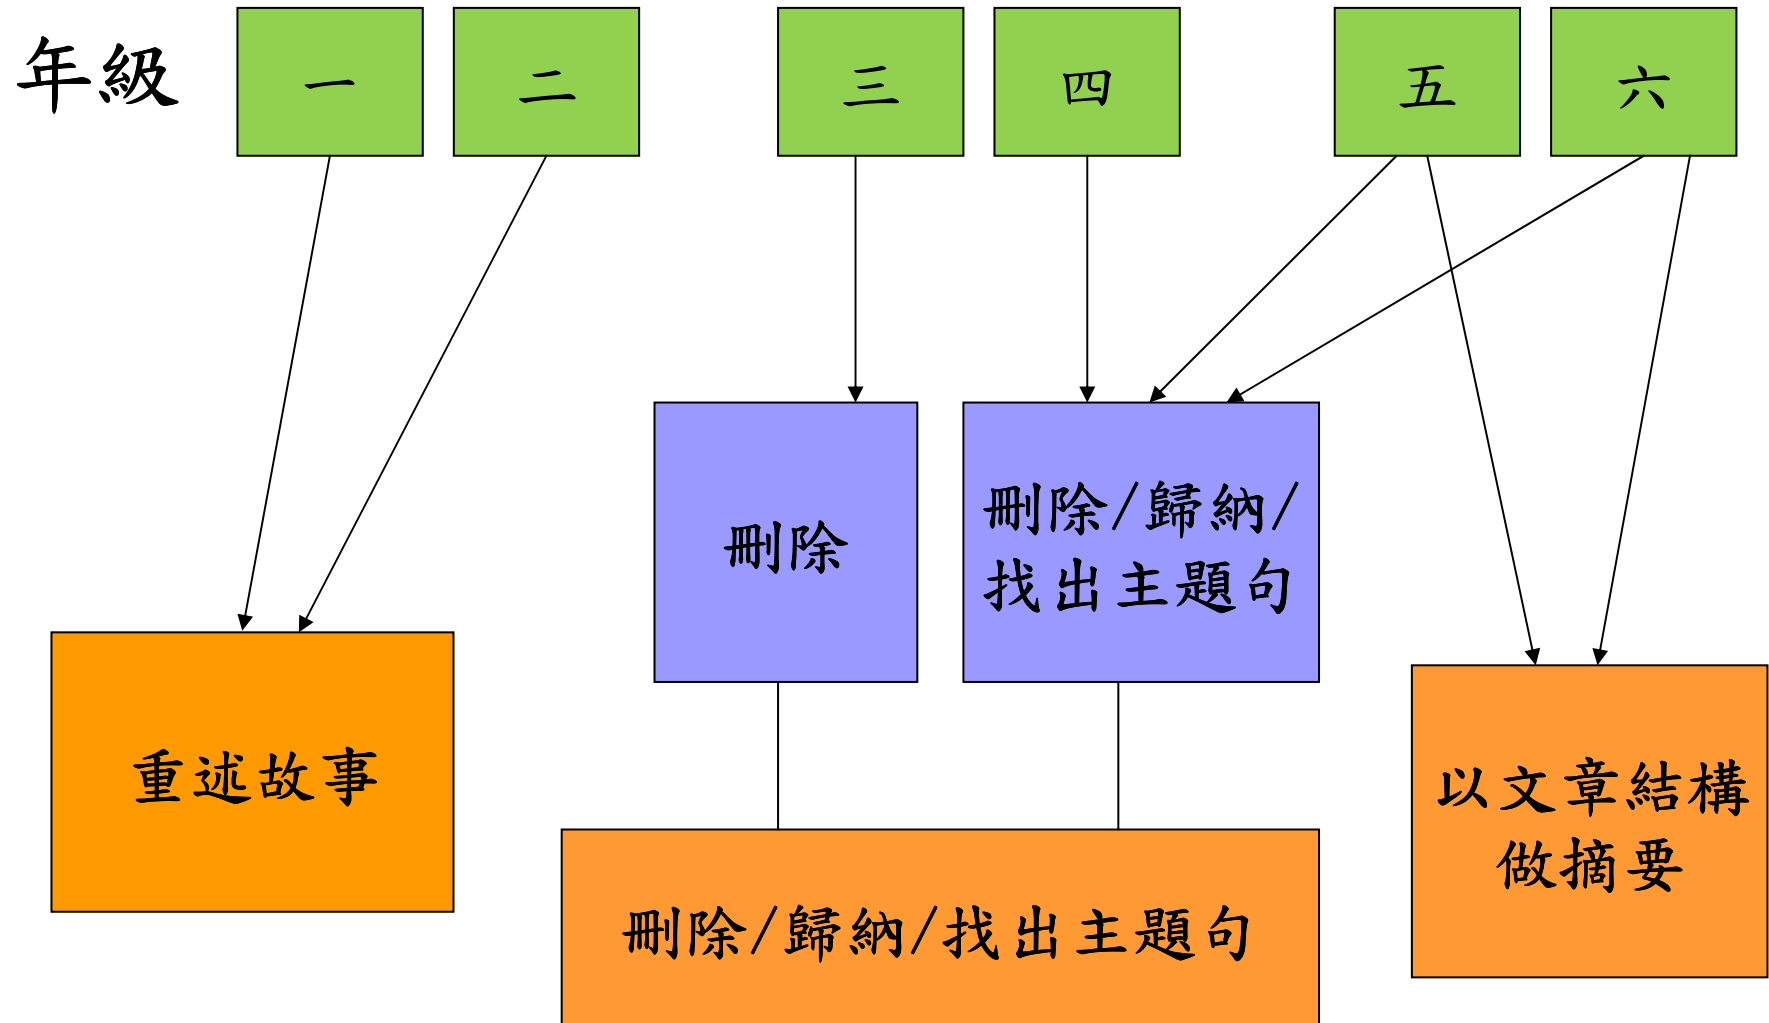 年級
一
二
三
四
五
六
刪除
刪除/歸納/
找出主題句
重述故事
以文章結構
做摘要
刪除/歸納/找出主題句